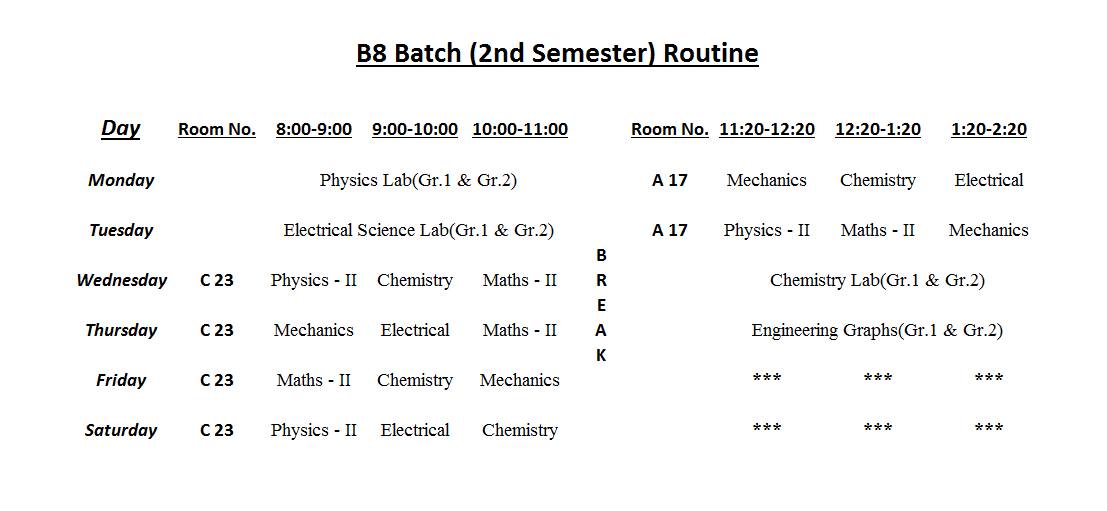 B8 Batch (2nd Semester) Routine
Day Room No. 8:00-9:00 9:00-10:00 10:00-11:00 Room No. 11:20-12:20 12:20-1:20 1:20-2:20
Monday Physics Lab(Gr.1 & Gr.2) A 17 Mechanics Chemistry Electrical
Tuesday Electrical Science Lab(Gr.1 & Gr.2) A 17 Physics - II Maths - II Mechanics
B
Wednesday C 23 Physics - II Chemistry Maths - II R Chemistry Lab(Gr.1 & Gr.2)
E
Thursday C 23 Mechanics Electrical Maths - II A Engineering Graphs(Gr.1 & Gr.2)
K
Friday C 23 Maths - II Chemistry Mechanics *** *** ***
Saturday C 23 Physics - II Electrical Chemistry *** *** ***